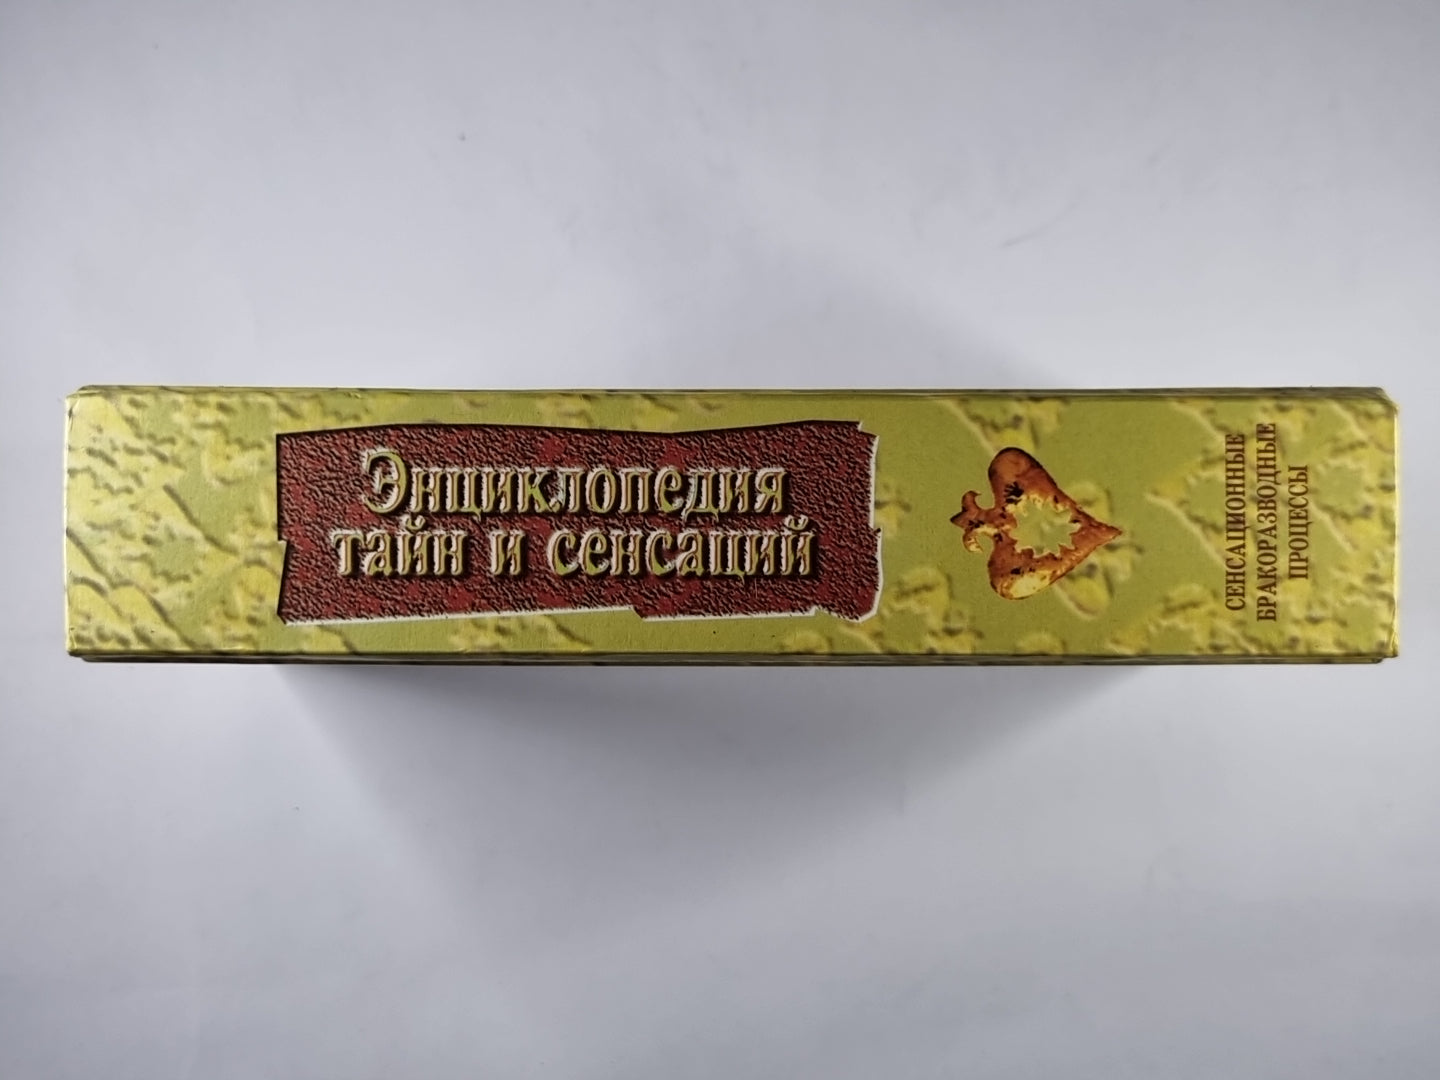 Энциклопедия
тайн и сенсаций
СЕНСАЦИОННЫЕ
БРАКОРАЗВОДНЫЕ
ПРОЦЕССЫ